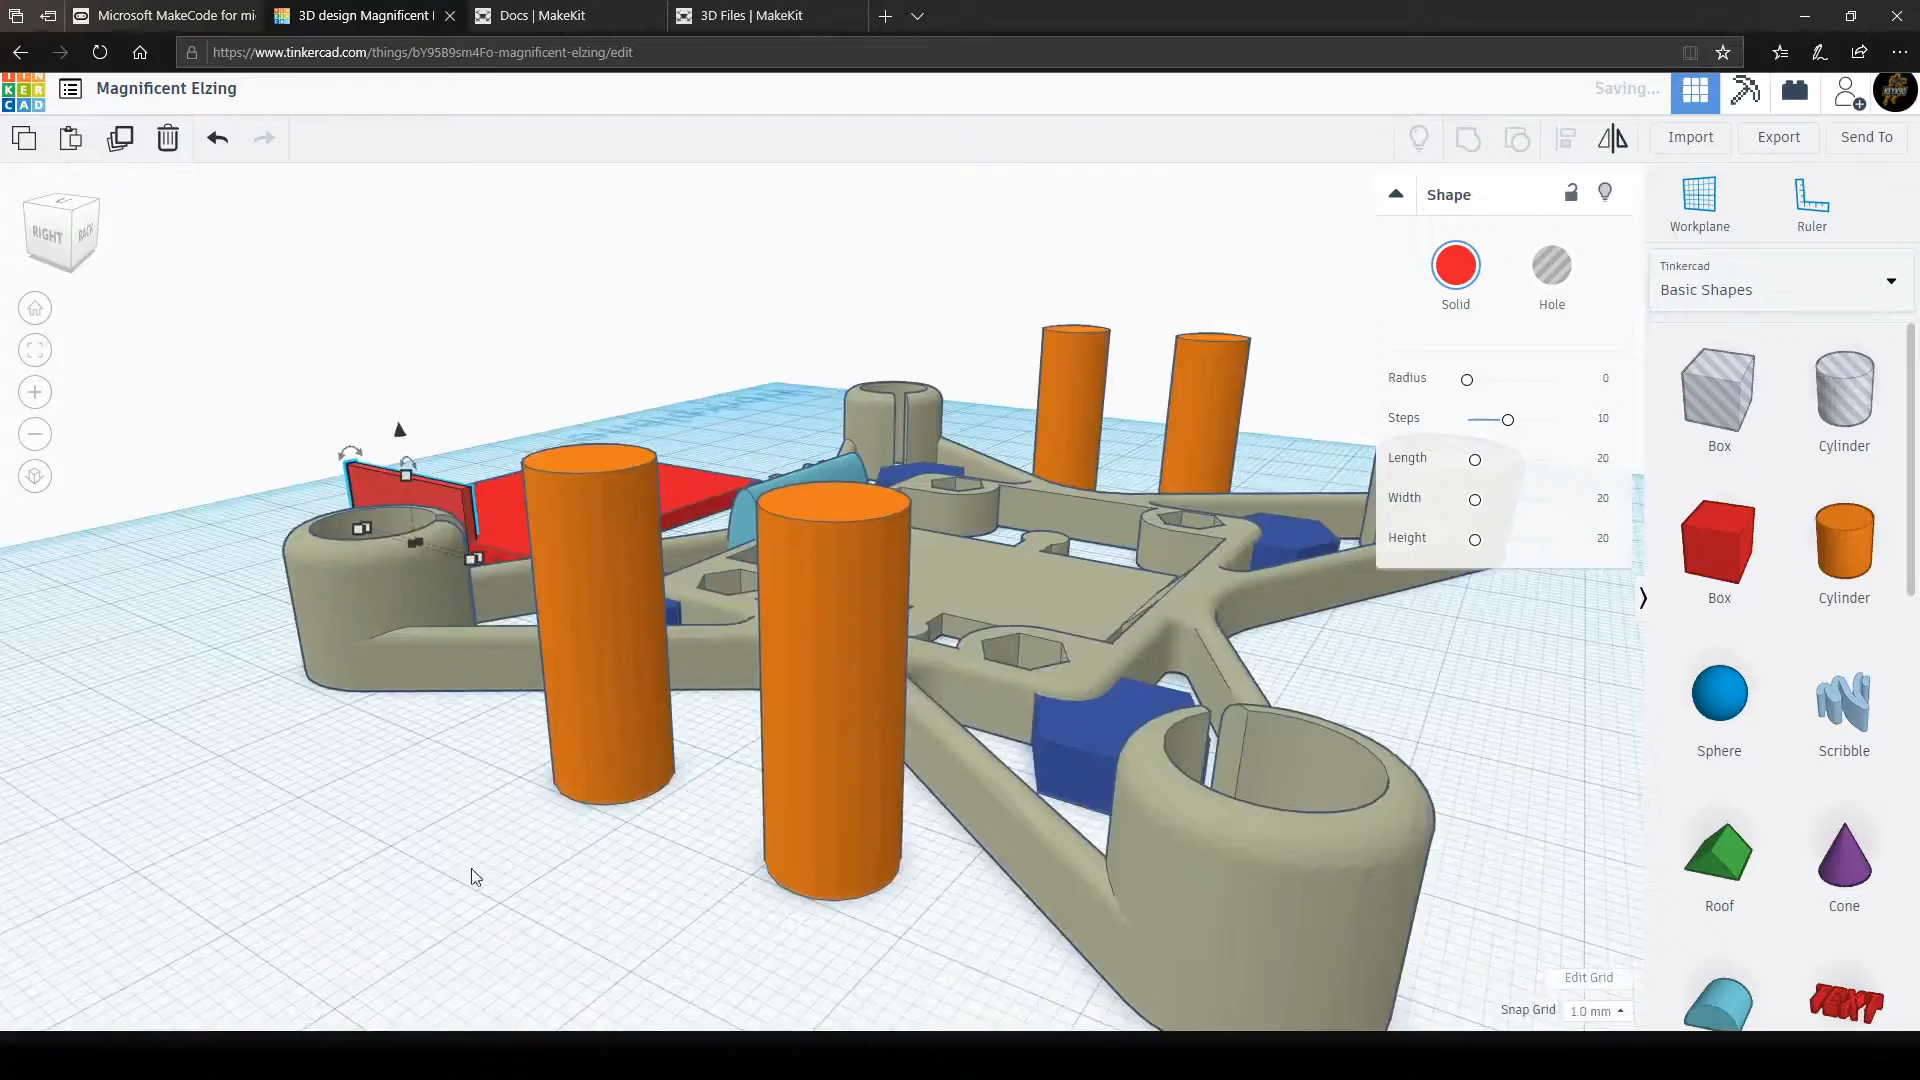 Microsoft MakeCode for mi
3D design Magnificent
Docs | MakeKit
3D Files | MakeKit
https://www.tinkercad.com/things/bY95B9sm4Fo-magnificent-elzing/edit
TIN
KER
CAD
Magnificent Elzing
Saving...
Import
Export
Send To
RIGHT
BACK
Shape
Solid
Hole
Radius
0
Steps
10
Length
20
Width
20
Height
20
Workplane
Ruler
Tinkercad
Basic Shapes
Box
Cylinder
Box
Cylinder
Sphere
Scribble
Roof
Cone
TEXT
Edit Grid
Snap Grid
1.0 mm